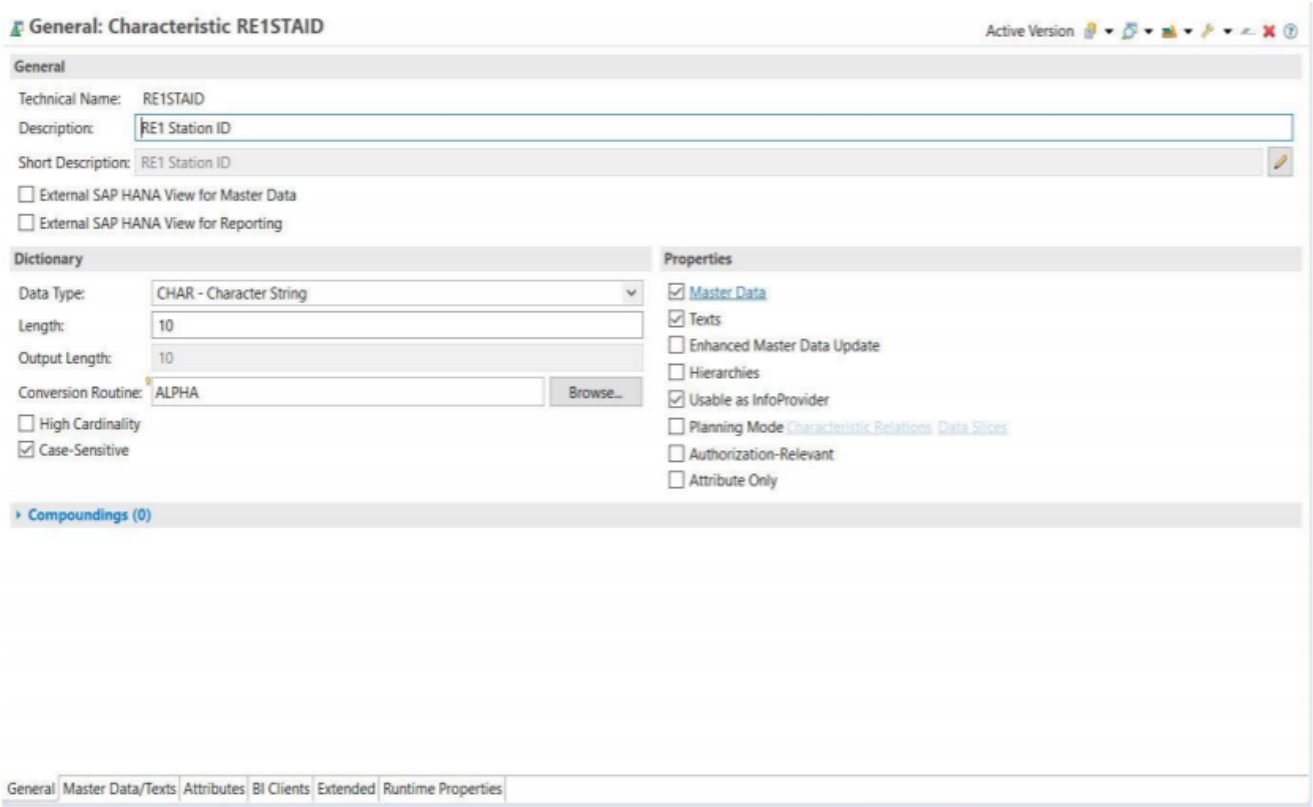 General: Characteristic RE1STAID
Active Version
General
Technical Name: RE1STAID
Description: RE1 Station ID
Short Description: RE1 Station ID
External SAP HANA View for Master Data
External SAP HANA View for Reporting
Dictionary
Data Type: CHAR - Character String
Length: 10
Output Length: 10
Conversion Routine: ALPHA Browse...
High Cardinality
Case-Sensitive
Properties
Master Data
Texts
Enhanced Master Data Update
Hierarchies
Usable as InfoProvider
Planning Mode Characteristic Relations Data Slices
Authorization-Relevant
Attribute Only
Compoundings (0)
General Master Data/Texts Attributes BI Clients Extended Runtime Properties